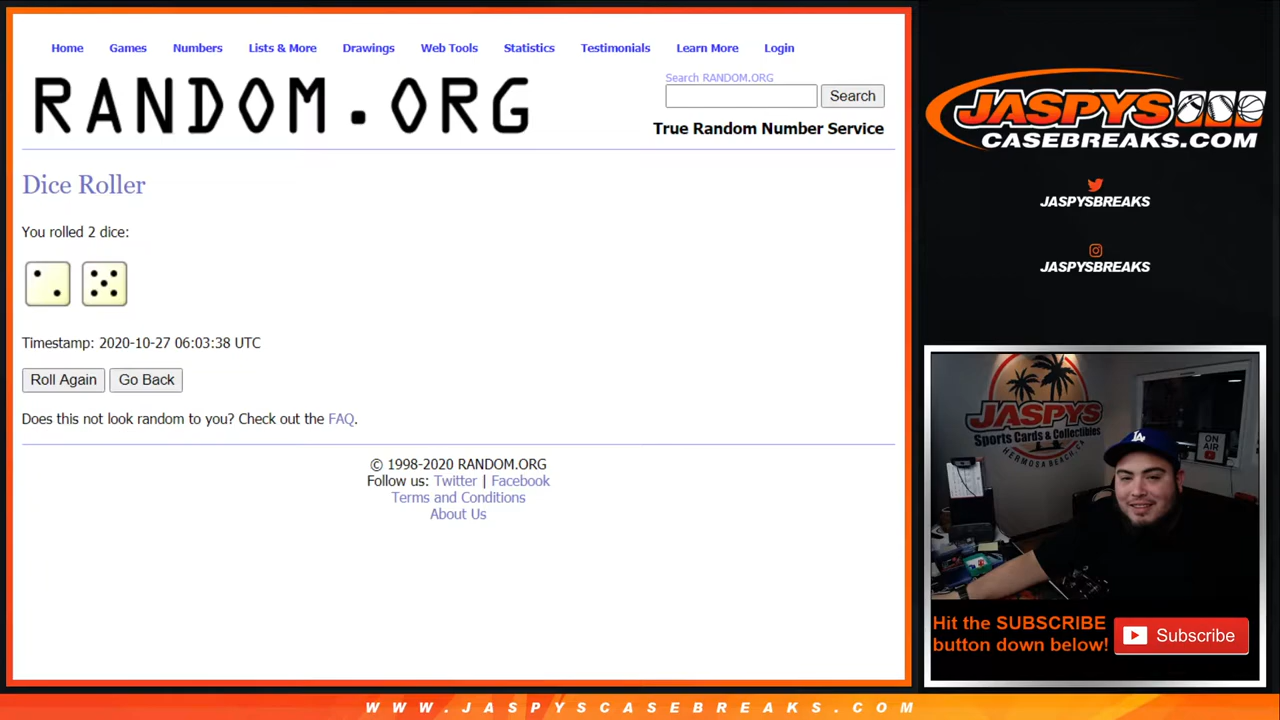 Home Games Numbers Lists & More Drawings Web Tools Statistics Testimonials Learn More Login
RANDOM.ORG
Search RANDOM.ORG
Search
True Random Number Service
Dice Roller
You rolled 2 dice:
Timestamp: 2020-10-27 06:03:38 UTC
Roll Again Go Back
Does this not look random to you? Check out the FAQ.
© 1998-2020 RANDOM.ORG
Follow us: Twitter | Facebook
Terms and Conditions
About Us
JASPYS
CASEBREAKS.COM
JASPYSBREAKS
JASPYSBREAKS
JASPYS
Sports Cards & Collectibles
HERMOSA BEACH, CA
ON
AIR
LA
Hit the SUBSCRIBE
button down below!
Subscribe
WWW.JASPYSCASEBREAKS.COM